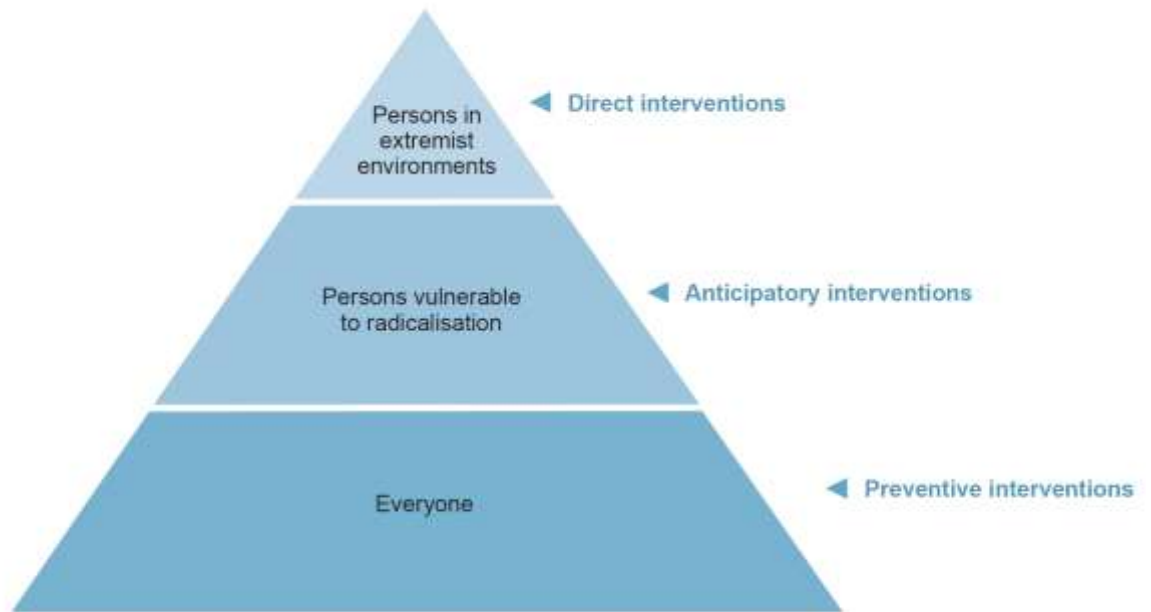 Persons in
extremist
environments
Direct interventions
Persons vulnerable
to radicalisation
Anticipatory interventions
Everyone
Preventive interventions